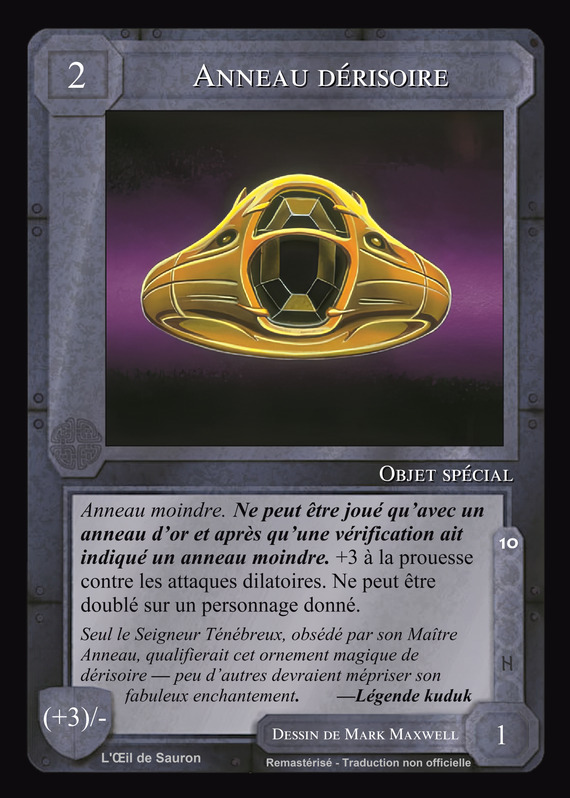 2
ANNEAU DÉRISOIRE
OBJET SPÉCIAL
Anneau moindre. Ne peut être joué qu'avec un
anneau d'or et après qu'une vérification ait
indiqué un anneau moindre. +3 à la prouesse
contre les attaques dilatoires. Ne peut être
doublé sur un personnage donné.
10
Seul le Seigneur Ténébreux, obsédé par son Maître
Anneau, qualifierait cet ornement magique de
dérisoire — peu d'autres devraient mépriser son
fabuleux enchantement. —Légende kuduk
(+3)/-
DESSIN DE MARK MAXWELL
1
L'Œil de Sauron
Remastérisé - Traduction non officielle